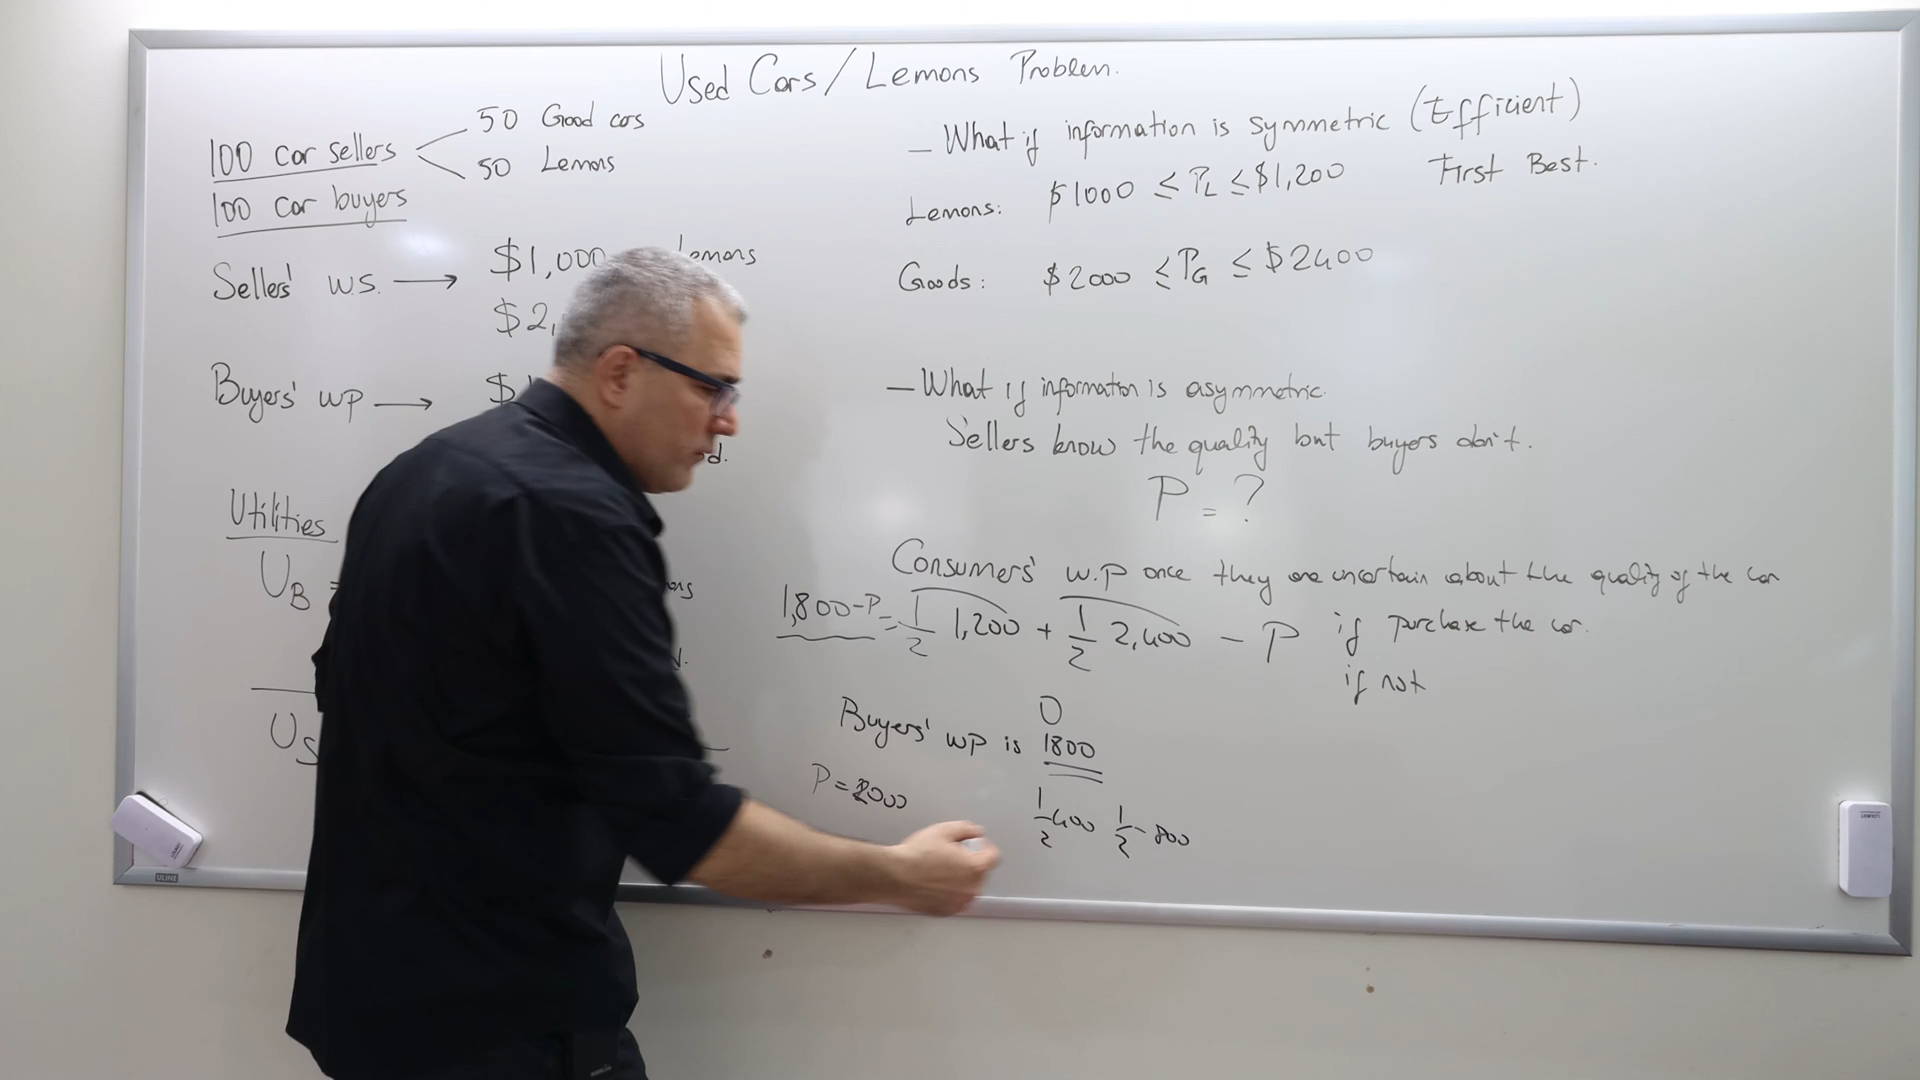 Used Cars/Lemons Problem.
100 car sellers
50 Good cars
50 Lemons
100 car buyers
Sellers' W.S. → $1,000 Lemons
$2,
Buyers' WP → $
d.
Utilities
U_B =
U_S
– What if information is symmetric (Efficient)
First Best.
Lemons: $1000 ≤ P_L ≤ $1,200
Goods: $2000 ≤ P_G ≤ $2400
– What if information is asymmetric.
Sellers know the quality but buyers don't.
P = ?
Consumers' W.P once they are uncertain about the quality of the car
1,800-P = 1/2 1,200 + 1/2 2,400 – P if purchase the car.
0 if not
Buyers' WP is 1800
P = 2000
1/2 -400 1/2 -800
ULINE